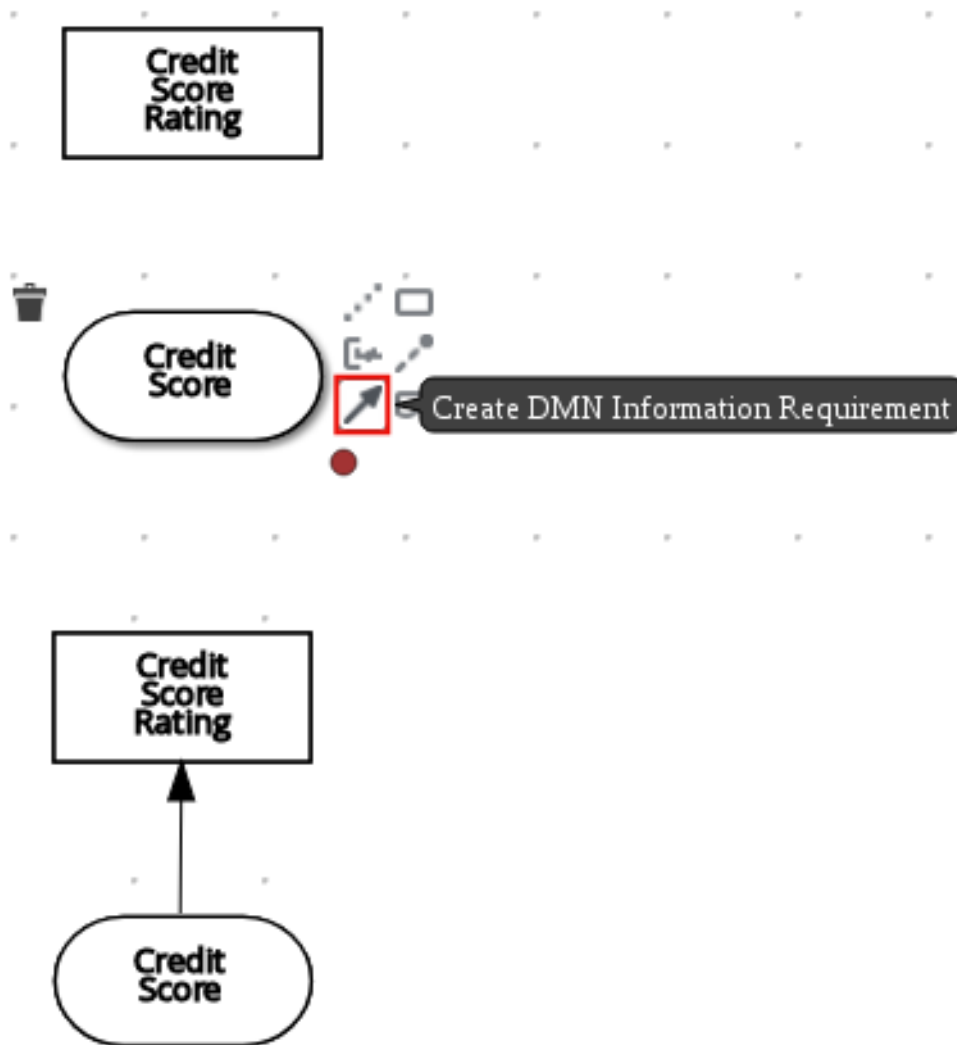 Credit
Score
Rating
Credit
Score
Create DMN Information Requirement
Credit
Score
Rating
Credit
Score